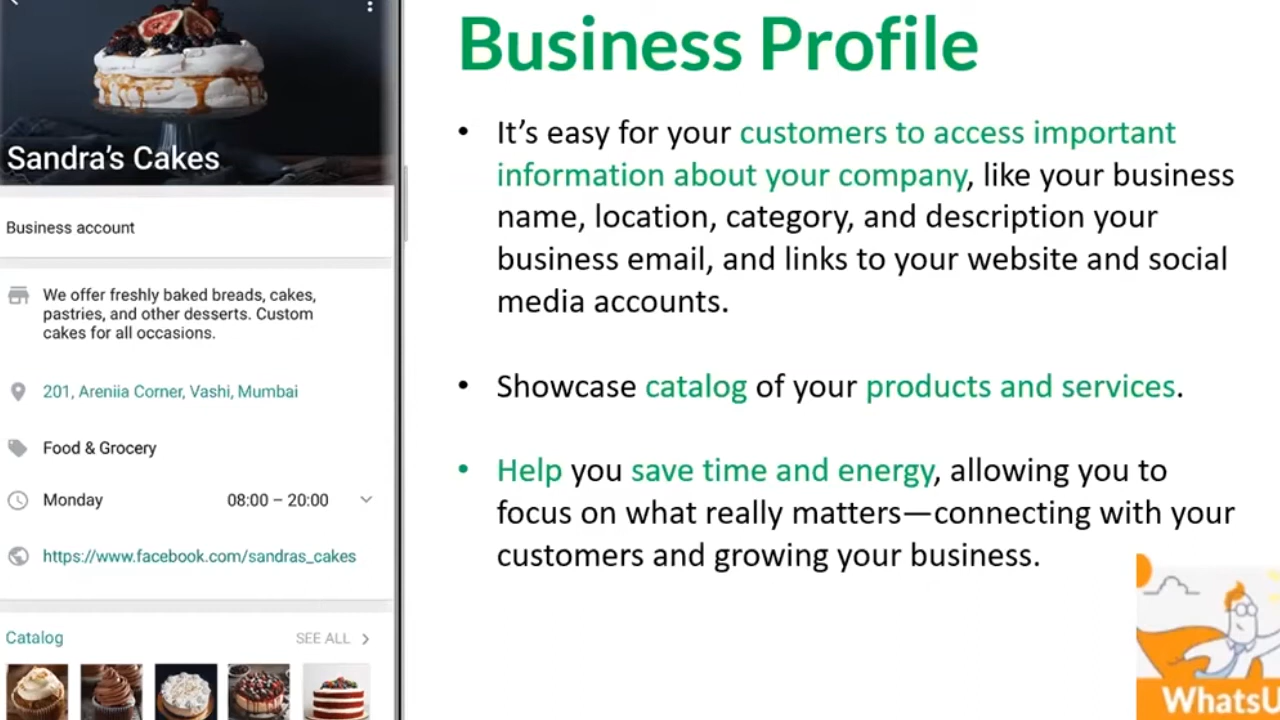 Sandra's Cakes
Business account
We offer freshly baked breads, cakes,
pastries, and other desserts. Custom
cakes for all occasions.
201, Areniia Corner, Vashi, Mumbai
Food & Grocery
Monday 08:00 – 20:00
https://www.facebook.com/sandras_cakes
Catalog SEE ALL
Business Profile
• It’s easy for your customers to access important
information about your company, like your business
name, location, category, and description your
business email, and links to your website and social
media accounts.
• Showcase catalog of your products and services.
• Help you save time and energy, allowing you to
focus on what really matters—connecting with your
customers and growing your business.